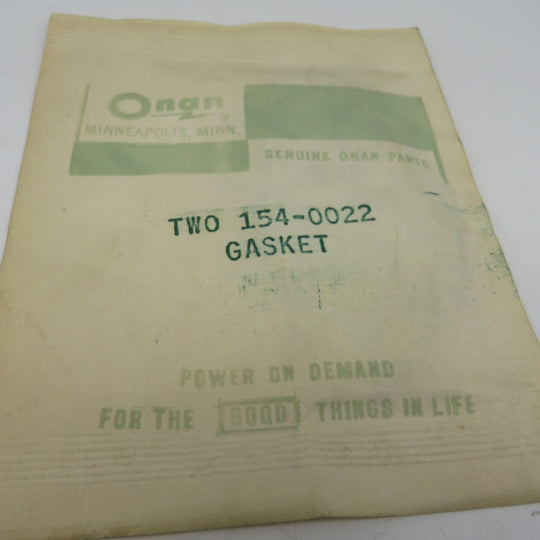 Onan
MINNEAPOLIS, MINN.
GENUINE ONAN PARTS
TWO 154-0022
GASKET
POWER ON DEMAND
FOR THE GOOD THINGS IN LIFE